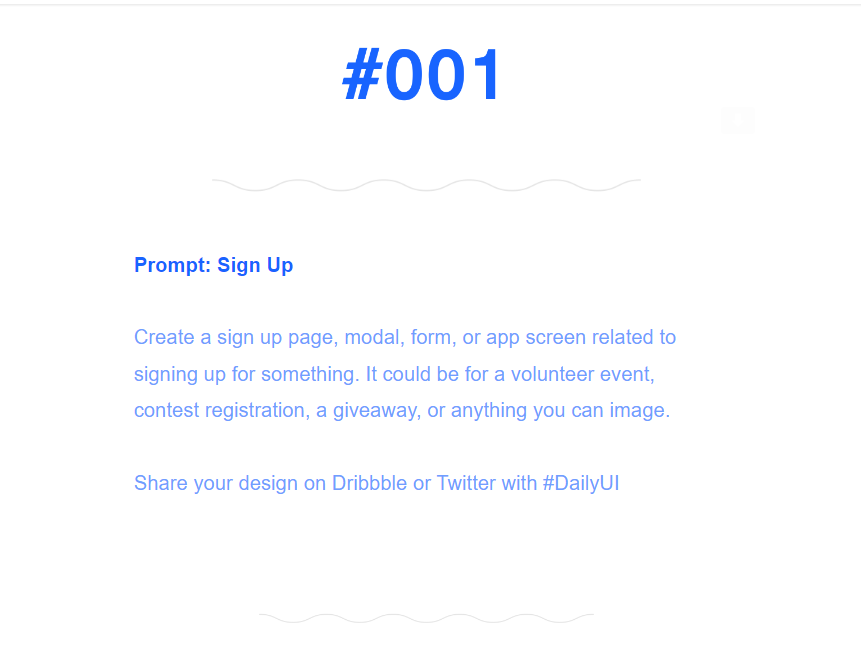 #001
Prompt: Sign Up
Create a sign up page, modal, form, or app screen related to
signing up for something. It could be for a volunteer event,
contest registration, a giveaway, or anything you can image.
Share your design on Dribbble or Twitter with #DailyUI